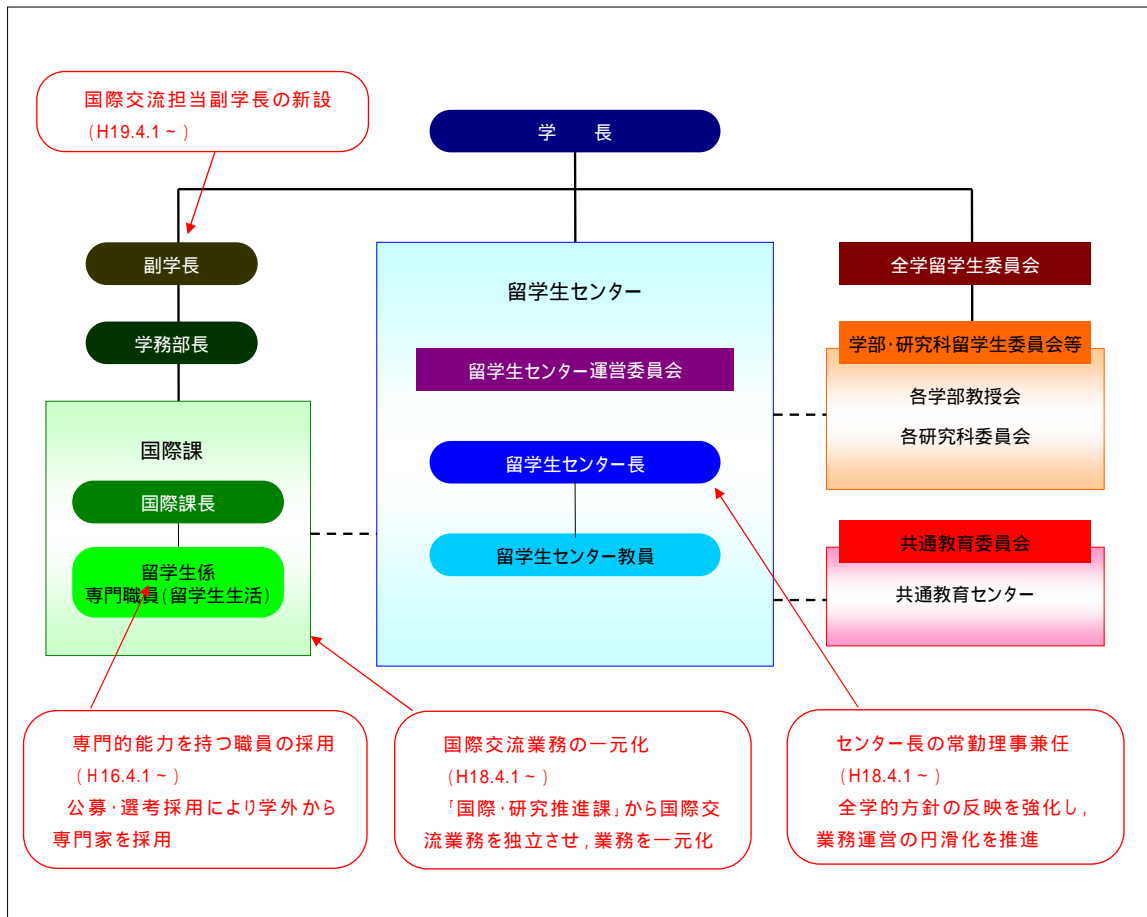 国際交流担当副学長の新設
(H19.4.1~)
学　長
副学長
学務部長
国際課
国際課長
留学生係
専門職員(留学生生活)
留学生センター
留学生センター運営委員会
留学生センター長
留学生センター教員
全学留学生委員会
学部・研究科留学生委員会等
各学部教授会
各研究科委員会
共通教育委員会
共通教育センター
専門的能力を持つ職員の採用
(H16.4.1~)
公募・選考採用により学外から
専門家を採用
国際交流業務の一元化
(H18.4.1~)
「国際・研究推進課」から国際交
流業務を独立させ,業務を一元化
センター長の常勤理事兼任
(H18.4.1~)
全学的方針の反映を強化し,
業務運営の円滑化を推進